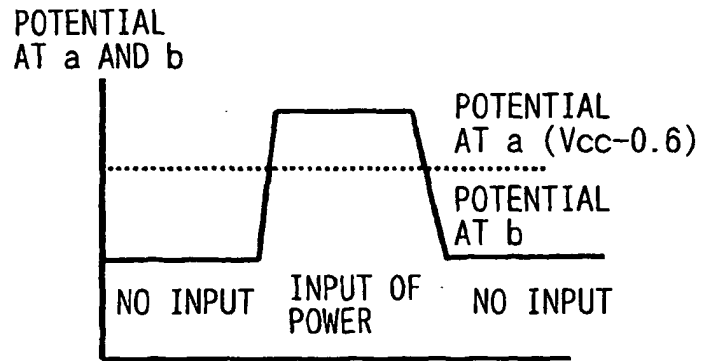 POTENTIAL
AT a AND b
POTENTIAL
AT a (Vcc-0.6)
POTENTIAL
AT b
NO INPUT
INPUT OF
POWER
NO INPUT